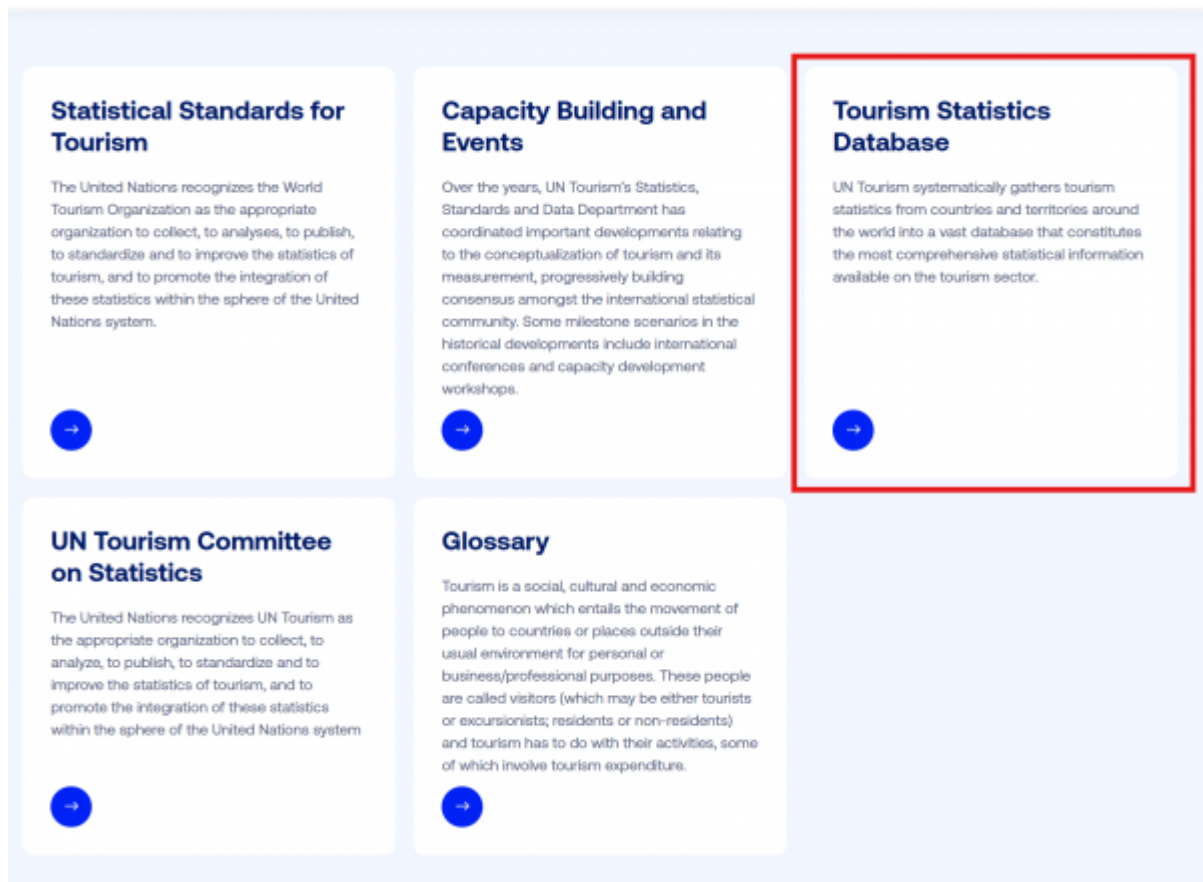 Statistical Standards for
Tourism
The United Nations recognizes the World
Tourism Organization as the appropriate
organization to collect, to analyses, to publish,
to standardize and to improve the statistics of
tourism, and to promote the integration of
these statistics within the sphere of the United
Nations system.
→
Capacity Building and
Events
Over the years, UN Tourism's Statistics,
Standards and Data Department has
coordinated important developments relating
to the conceptualization of tourism and its
measurement, progressively building
consensus amongst the international statistical
community. Some milestone scenarios in the
historical developments include international
conferences and capacity development
workshops.
→
Tourism Statistics
Database
UN Tourism systematically gathers tourism
statistics from countries and territories around
the world into a vast database that constitutes
the most comprehensive statistical information
available on the tourism sector.
→
UN Tourism Committee
on Statistics
The United Nations recognizes UN Tourism as
the appropriate organization to collect, to
analyze, to publish, to standardize and to
improve the statistics of tourism, and to
promote the integration of these statistics
within the sphere of the United Nations system
→
Glossary
Tourism is a social, cultural and economic
phenomenon which entails the movement of
people to countries or places outside their
usual environment for personal or
business/professional purposes. These people
are called visitors (which may be either tourists
or excursionists; residents or non-residents)
and tourism has to do with their activities, some
of which involve tourism expenditure.
→